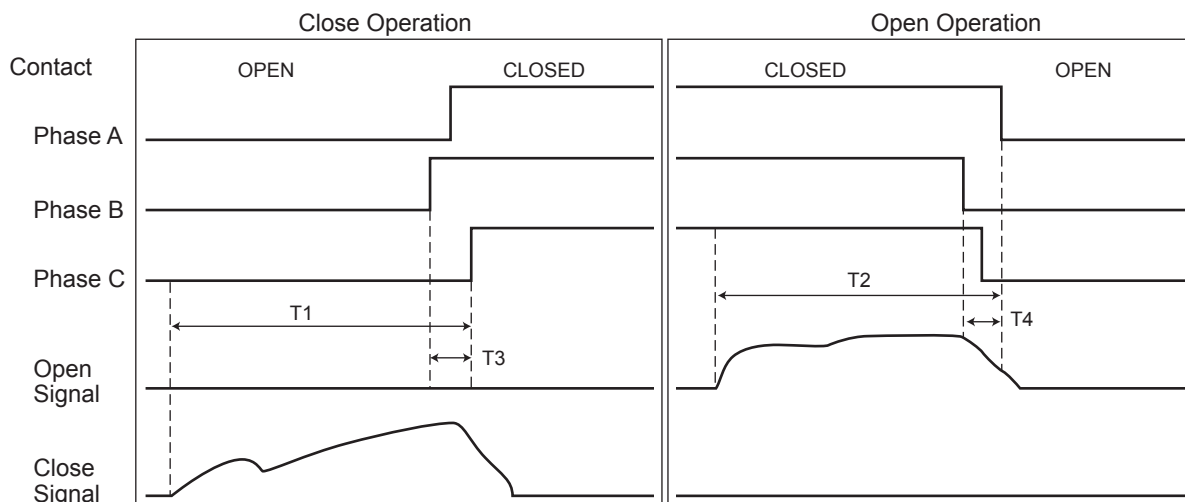 Close Operation
Open Operation
Contact
OPEN
CLOSED
CLOSED
OPEN
Phase A
Phase B
Phase C
T1
T2
T3
T4
Open
Signal
Close
Signal